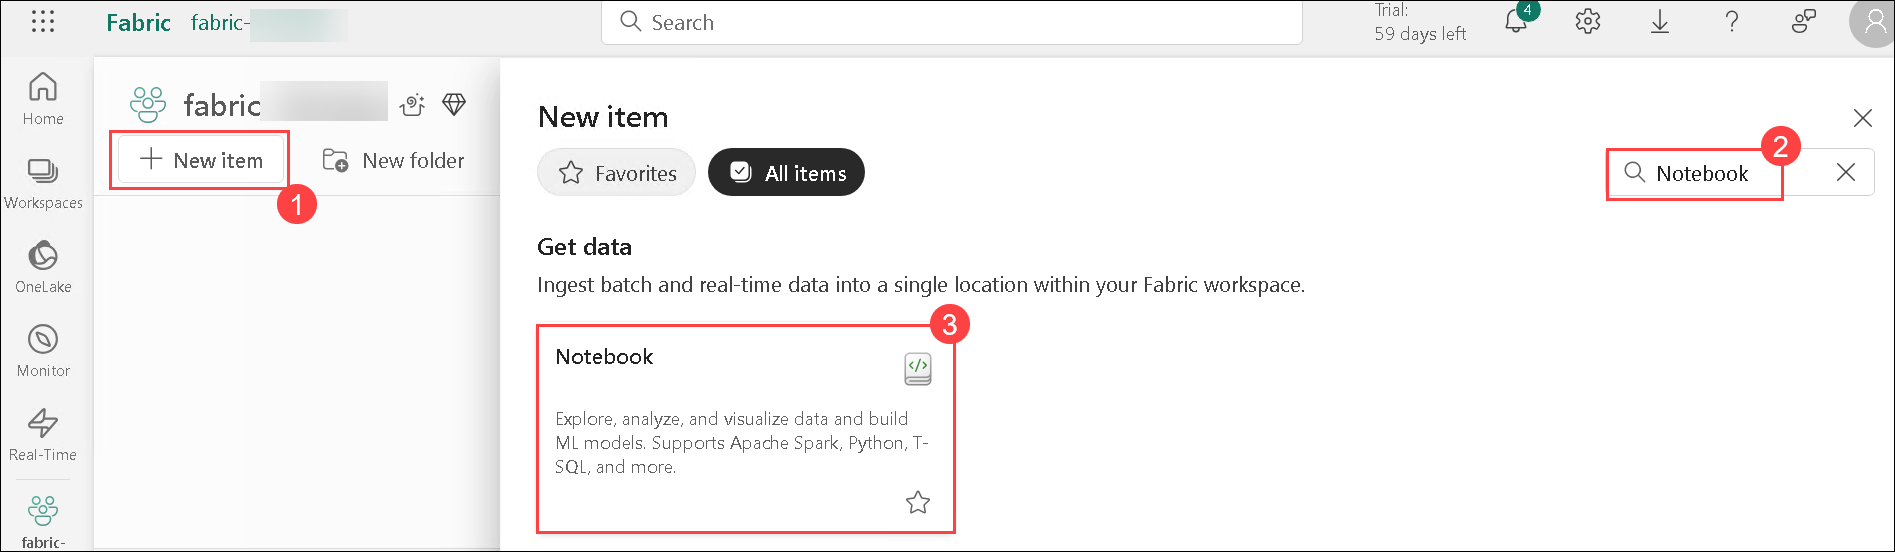 Fabric fabric-
Search
Trial:
59 days left
4
Home
Workspaces
OneLake
Monitor
Real-Time
fabric-
fabric
New item
New folder
1
New item
Favorites
All items
Notebook
2
Get data
Ingest batch and real-time data into a single location within your Fabric workspace.
3
Notebook
Explore, analyze, and visualize data and build
ML models. Supports Apache Spark, Python, T-
SQL, and more.